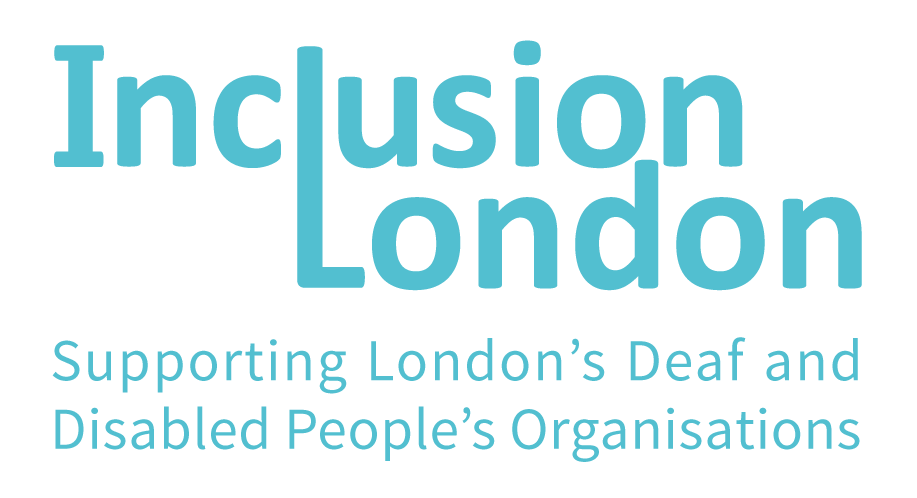 Inclusion
London
Supporting London’s Deaf and
Disabled People’s Organisations